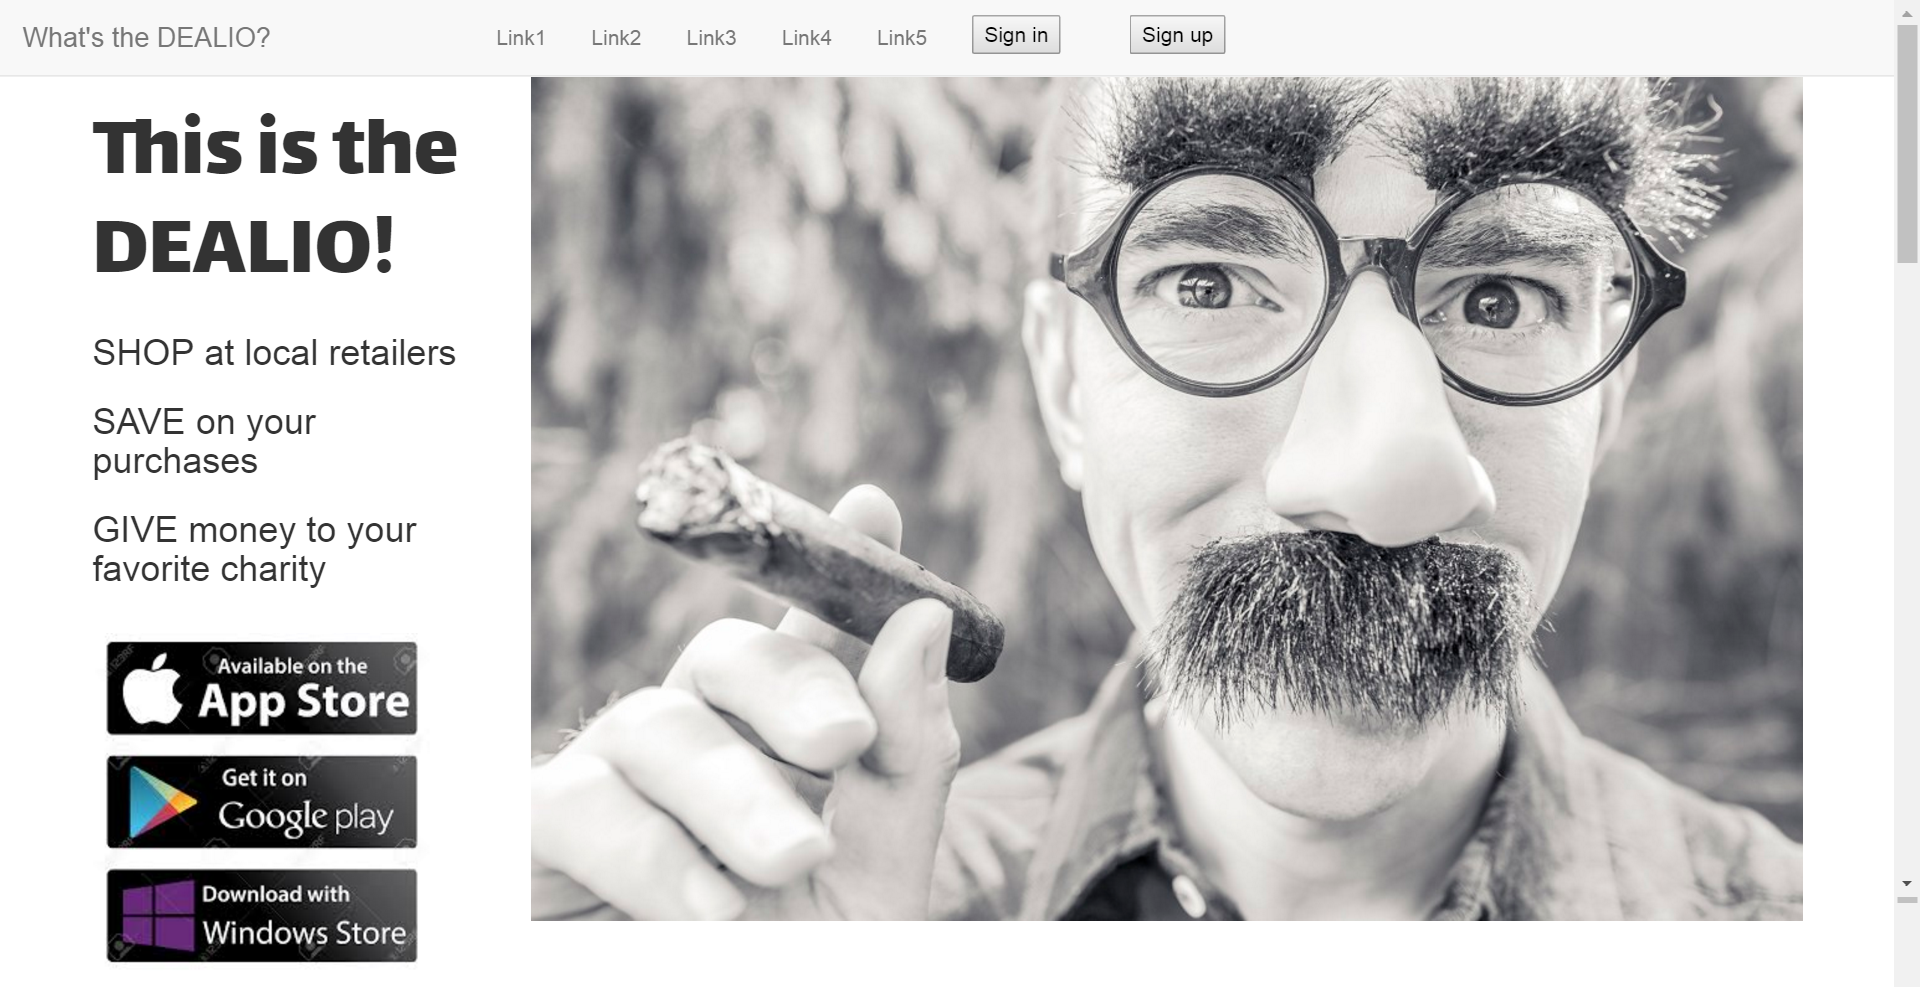 What's the DEALIO?
Link1
Link2
Link3
Link4
Link5
Sign in
Sign up
This is the
DEALIO!
SHOP at local retailers
SAVE on your
purchases
GIVE money to your
favorite charity
Available on the
App Store
Get it on
Google play
Download with
Windows Store